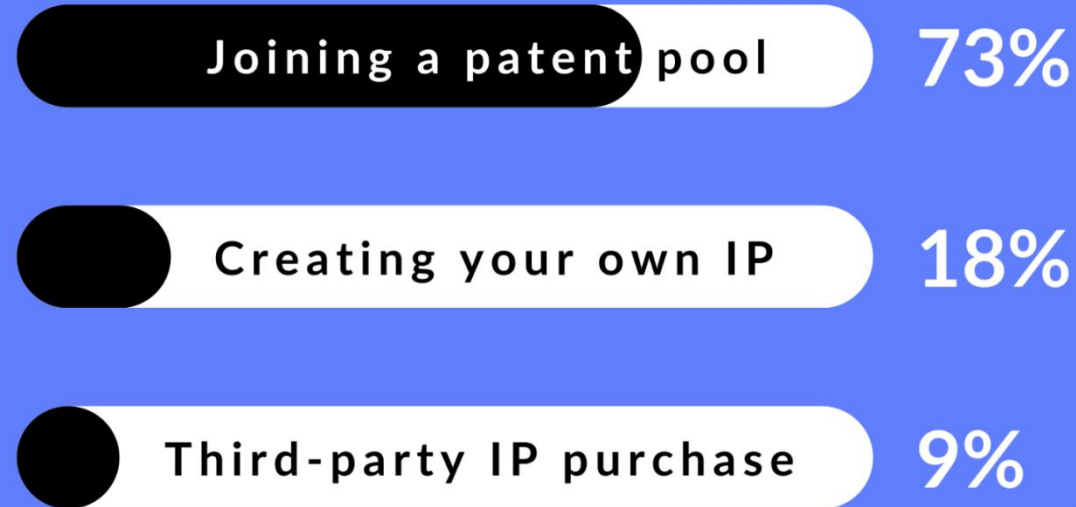 Joining a patent pool 73%
Creating your own IP 18%
Third-party IP purchase 9%